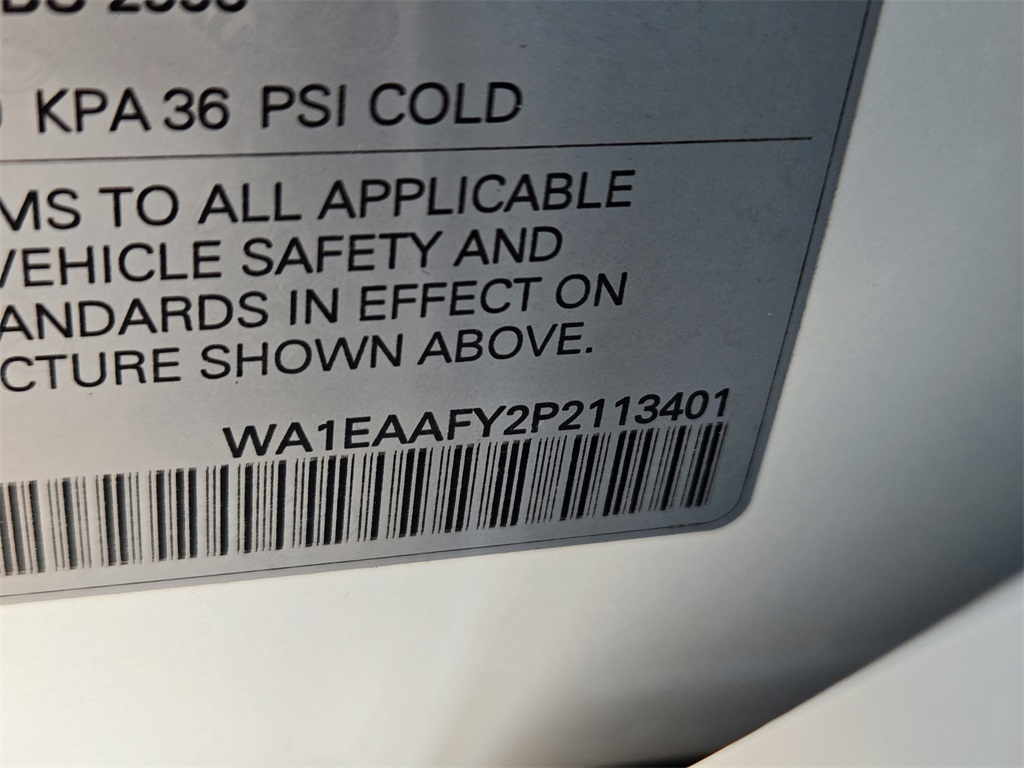 KPA 36 PSI COLD
MS TO ALL APPLICABLE
VEHICLE SAFETY AND
ANDARDS IN EFFECT ON
CTURE SHOWN ABOVE.
WA1EAAFY2P2113401